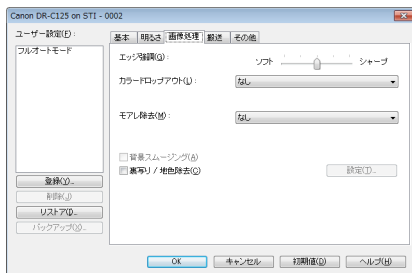 Canon DR-C125 on STI - 0002
ユーザー設定(F):
フルオートモード
登録(Y)...
削除(J)
リストア(I)...
バックアップ(X)...
基本 明るさ 画像処理 搬送 その他
エッジ強調(G): ソフト シャープ
カラードロップアウト(L): なし
モアレ除去(M): なし
背景スムージング(A)
裏写り / 地色除去(C) 設定(T)...
OK キャンセル 初期値(D) ヘルプ(H)